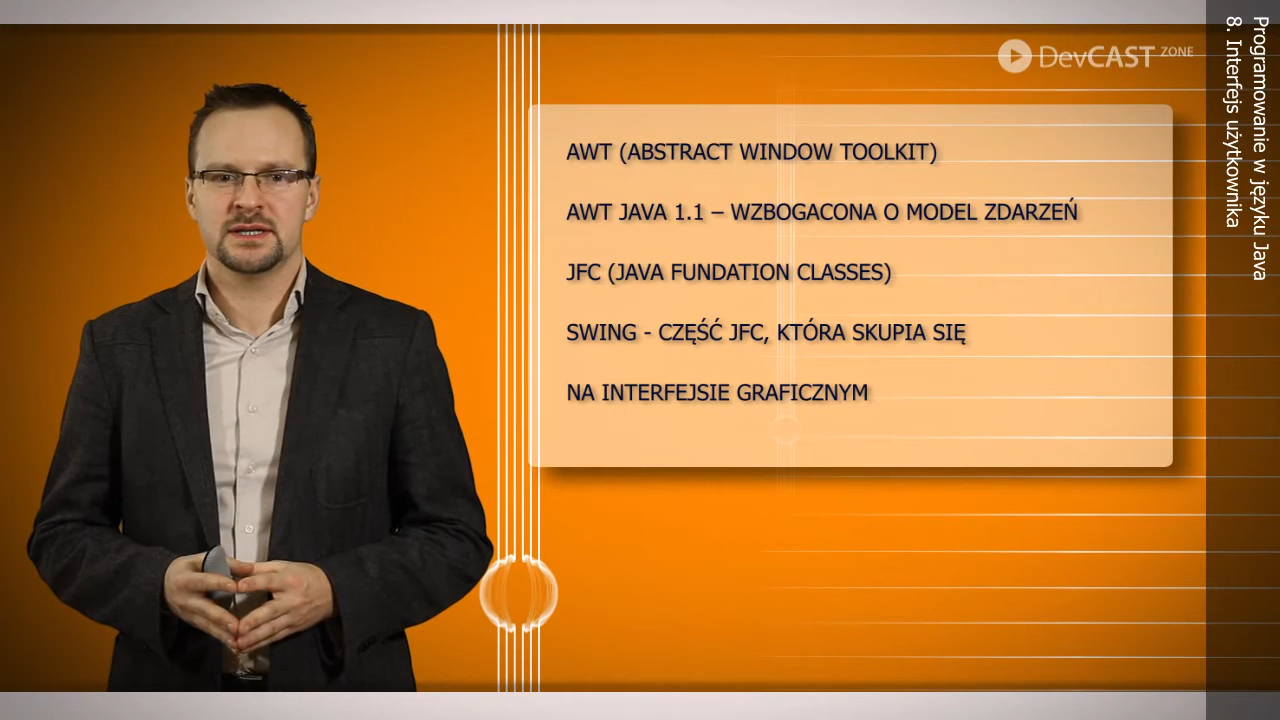 DevCAST ZONE
AWT (ABSTRACT WINDOW TOOLKIT)
AWT JAVA 1.1 – WZBOGACONA O MODEL ZDARZEŃ
JFC (JAVA FUNDATION CLASSES)
SWING - CZĘŚĆ JFC, KTÓRA SKUPIA SIĘ
NA INTERFEJSIE GRAFICZNYM
Programowanie w języku Java
8. Interfejs użytkownika